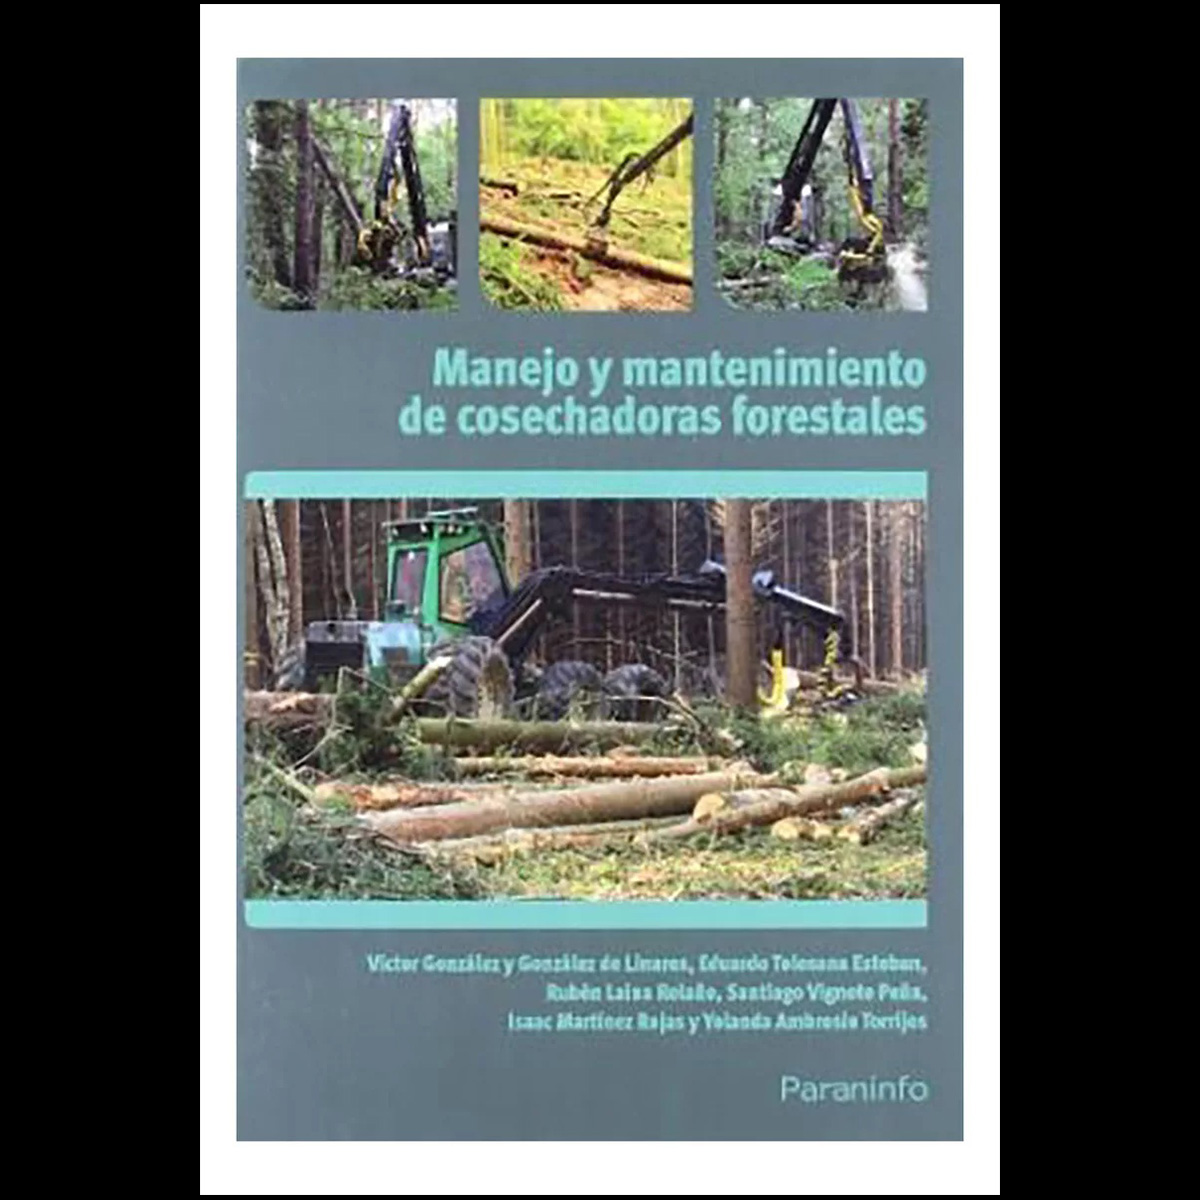 Manejo y mantenimiento
de cosechadoras forestales
Víctor González y González de Linares, Eduardo Tolosana Esteban,
Rubén Laina Relaño, Santiago Vignote Peña,
Isaac Martínez Rojas y Yolanda Ambrosio Torrijos
Paraninfo